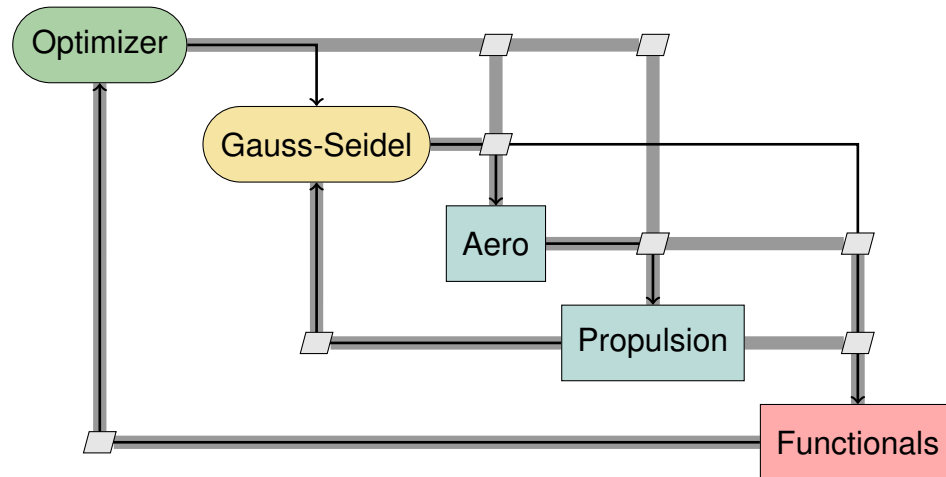 Optimizer
Gauss-Seidel
Aero
Propulsion
Functionals